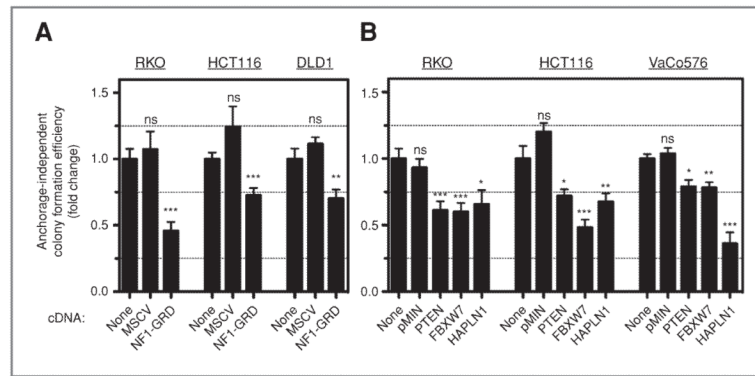 A
B
RKO HCT116 DLD1
RKO HCT116 VaCo576
Anchorage-independent
colony formation efficiency
(fold change)
1.5
1.0
0.5
0.0
ns *** ns *** ns **
1.5
1.0
0.5
0.0
ns *** *** * ns * *** ** ns * ** ***
cDNA:
None MSCV NF1-GRD None MSCV NF1-GRD None MSCV NF1-GRD
None pMIN PTEN FBXW7 HAPLN1 None pMIN PTEN FBXW7 HAPLN1 None pMIN PTEN FBXW7 HAPLN1